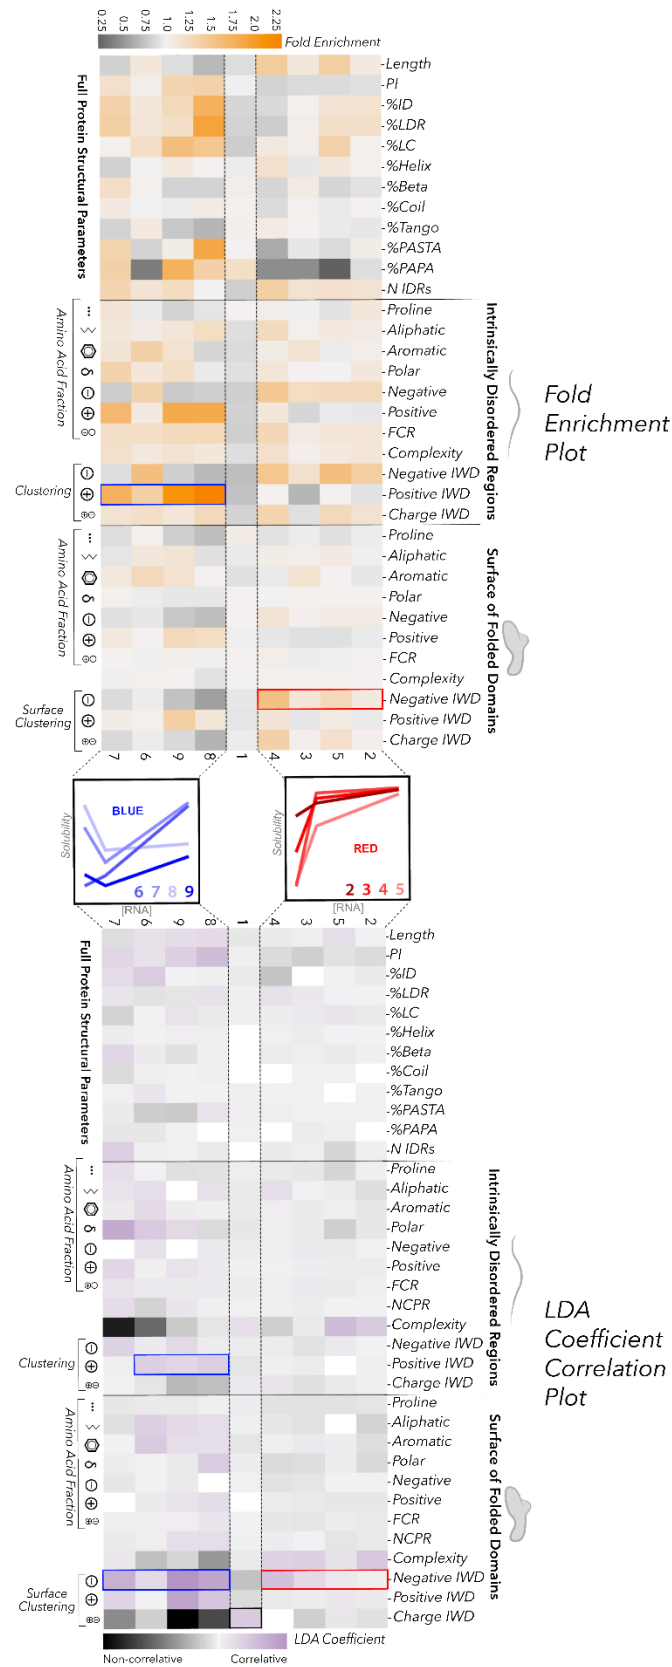 0.25
0.5
0.75
1.0
1.25
1.5
1.75
2.0
2.25
Fold Enrichment
Full Protein Structural Parameters
Length
PI
%ID
%LDR
%LC
%Helix
%Beta
%Coil
%Tango
%PASTA
%PAPA
N IDRs
Amino Acid Fraction
Intrinsically Disordered Regions
Proline
Aliphatic
Aromatic
Polar
δ
Negative
Positive
FCR
Complexity
Clustering
Negative IWD
Positive IWD
Charge IWD
Amino Acid Fraction
Surface of Folded Domains
Proline
Aliphatic
Aromatic
Polar
δ
Negative
Positive
FCR
Complexity
Surface
Clustering
Negative IWD
Positive IWD
Charge IWD
Fold
Enrichment
Plot
7
6
9
8
1
4
3
5
2
BLUE
6 7 8 9
Solubility
[RNA]
RED
2 3 4 5
Solubility
[RNA]
7
6
9
8
1
4
3
5
2
Full Protein Structural Parameters
Length
PI
%ID
%LDR
%LC
%Helix
%Beta
%Coil
%Tango
%PASTA
%PAPA
N IDRs
Amino Acid Fraction
Intrinsically Disordered Regions
Proline
Aliphatic
Aromatic
Polar
δ
Negative
Positive
FCR
NCPR
Complexity
Clustering
Negative IWD
Positive IWD
Charge IWD
Amino Acid Fraction
Surface of Folded Domains
Proline
Aliphatic
Aromatic
Polar
δ
Negative
Positive
FCR
NCPR
Complexity
Surface
Clustering
Negative IWD
Positive IWD
Charge IWD
LDA
Coefficient
Correlation
Plot
LDA Coefficient
Non-correlative
Correlative